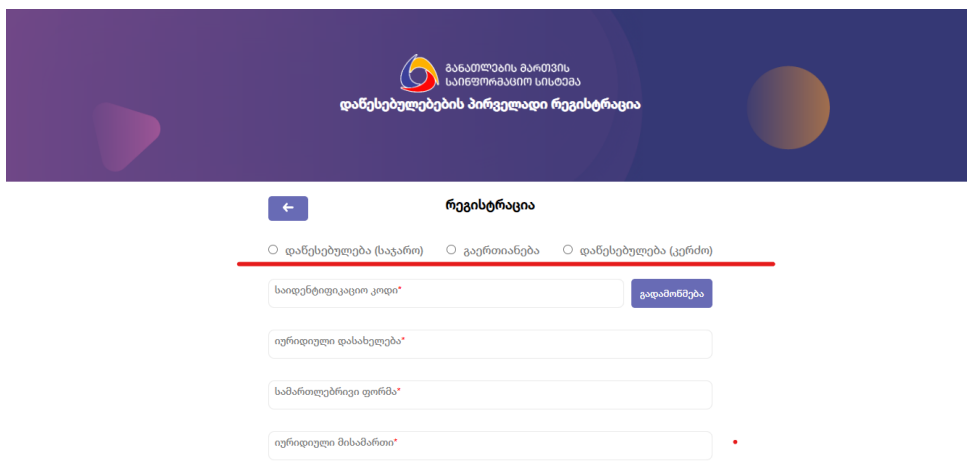 განათლების მართვის
საინფორმაციო სისტემა
დაწესებულებების პირველადი რეგისტრაცია
რეგისტრაცია
დაწესებულება (საჯარო) გაერთიანება დაწესებულება (კერძო)
საიდენტიფიკაციო კოდი* გადამოწმება
იურიდიული დასახელება*
სამართლებრივი ფორმა*
იურიდიული მისამართი*